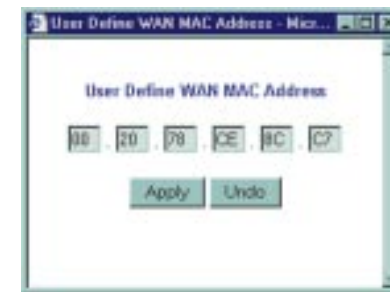 User Define WAN MAC Address - Micr...
User Define WAN MAC Address
00 . 20 . 78 . CE . 8C . C7
Apply Undo